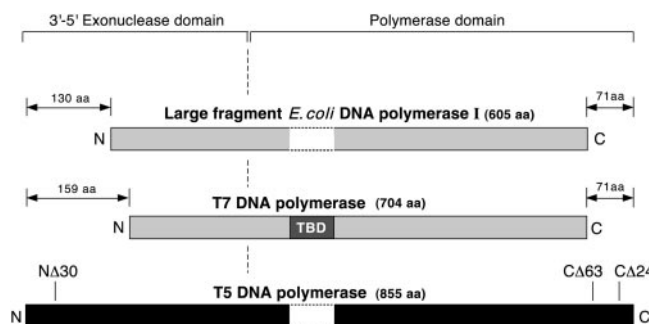 3'-5' Exonuclease domain Polymerase domain
130 aa 71aa
Large fragment E.coli DNA polymerase I (605 aa)
N C
159 aa 71aa
T7 DNA polymerase (704 aa)
N TBD C
NΔ30 CΔ63 CΔ24
T5 DNA polymerase (855 aa)
N C